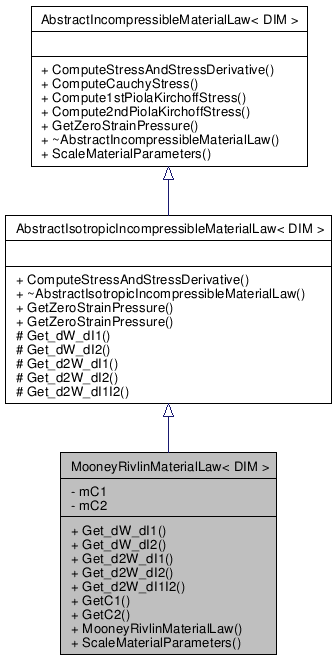 AbstractIncompressibleMaterialLaw< DIM >
+ ComputeStressAndStressDerivative()
+ ComputeCauchyStress()
+ Compute1stPiolaKirchoffStress()
+ Compute2ndPiolaKirchoffStress()
+ GetZeroStrainPressure()
+ ~AbstractIncompressibleMaterialLaw()
+ ScaleMaterialParameters()
AbstractIsotropicIncompressibleMaterialLaw< DIM >
+ ComputeStressAndStressDerivative()
+ ~AbstractIsotropicIncompressibleMaterialLaw()
+ GetZeroStrainPressure()
+ GetZeroStrainPressure()
# Get_dW_dI1()
# Get_dW_dI2()
# Get_d2W_dI1()
# Get_d2W_dI2()
# Get_d2W_dI1I2()
MooneyRivlinMaterialLaw< DIM >
- mC1
- mC2
+ Get_dW_dI1()
+ Get_dW_dI2()
+ Get_d2W_dI1()
+ Get_d2W_dI2()
+ Get_d2W_dI1I2()
+ GetC1()
+ GetC2()
+ MooneyRivlinMaterialLaw()
+ ScaleMaterialParameters()